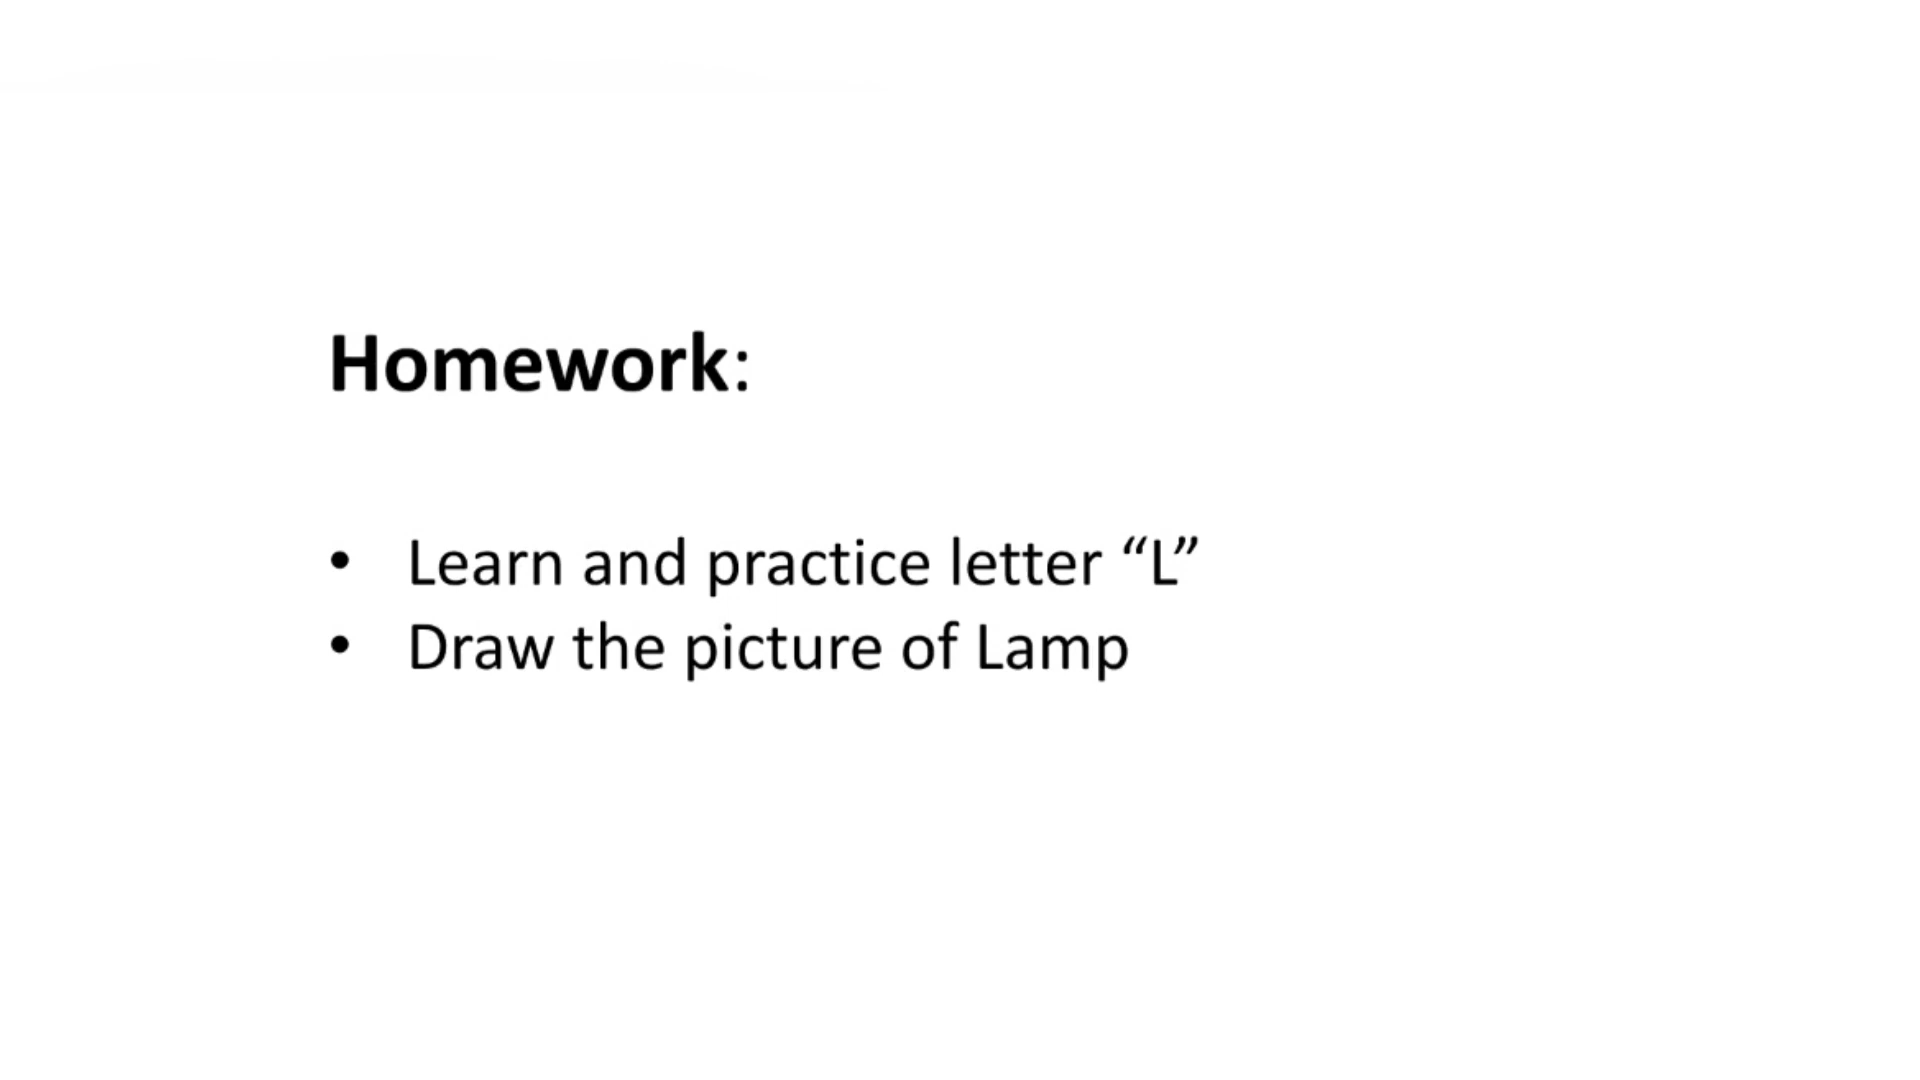 Homework:
• Learn and practice letter “L”
• Draw the picture of Lamp